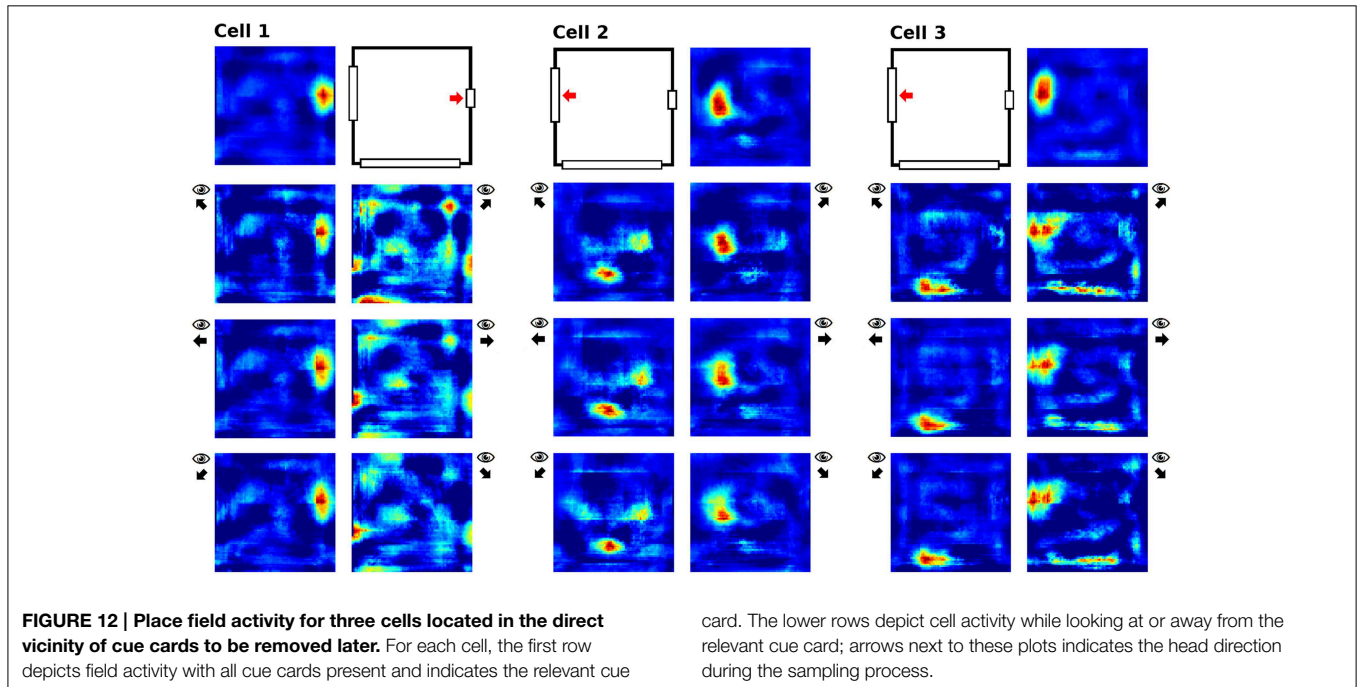 Cell 1
Cell 2
Cell 3
FIGURE 12 | Place field activity for three cells located in the direct
vicinity of cue cards to be removed later. For each cell, the first row
depicts field activity with all cue cards present and indicates the relevant cue
card. The lower rows depict cell activity while looking at or away from the
relevant cue card; arrows next to these plots indicates the head direction
during the sampling process.